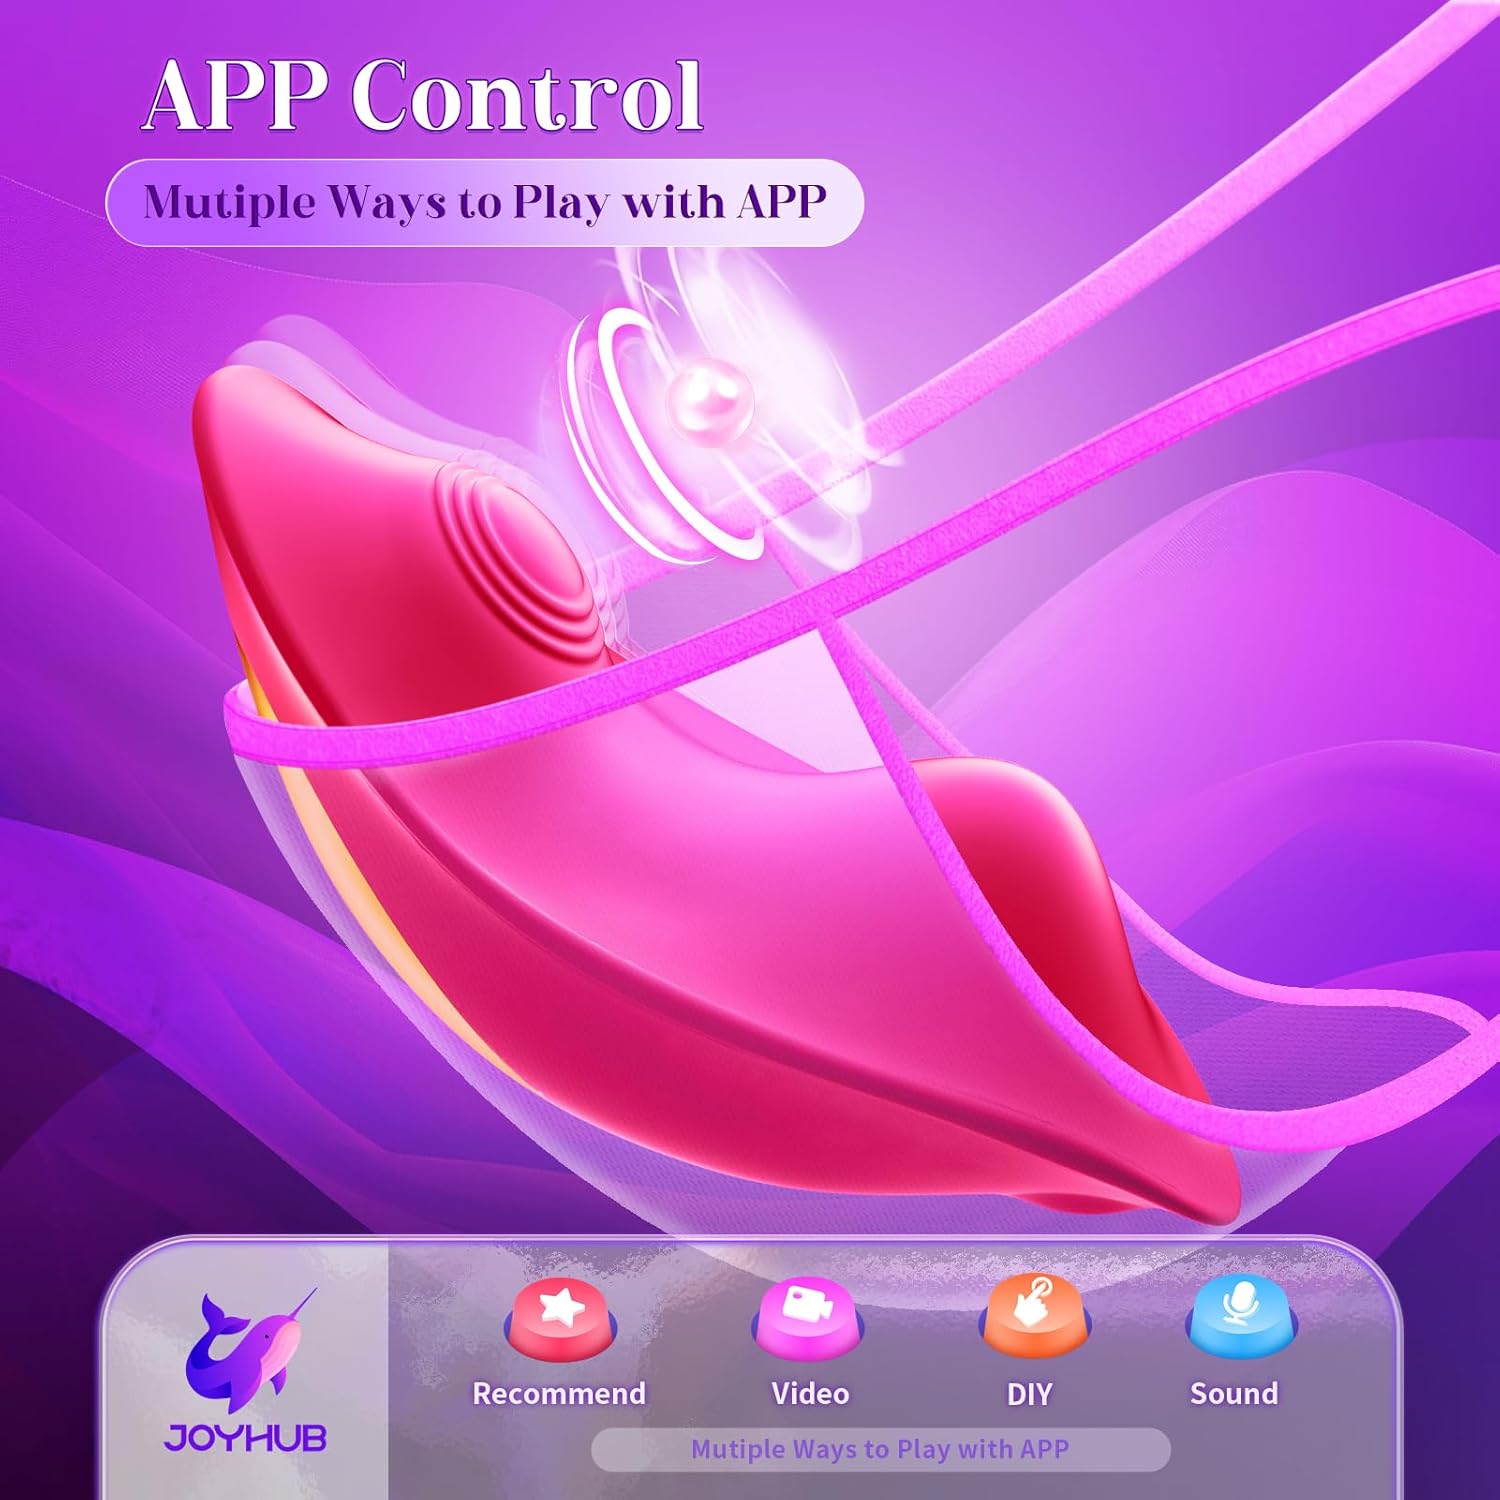 APP Control
Mutiple Ways to Play with APP
JOYHUB
Recommend
Video
DIY
Sound
Mutiple Ways to Play with APP